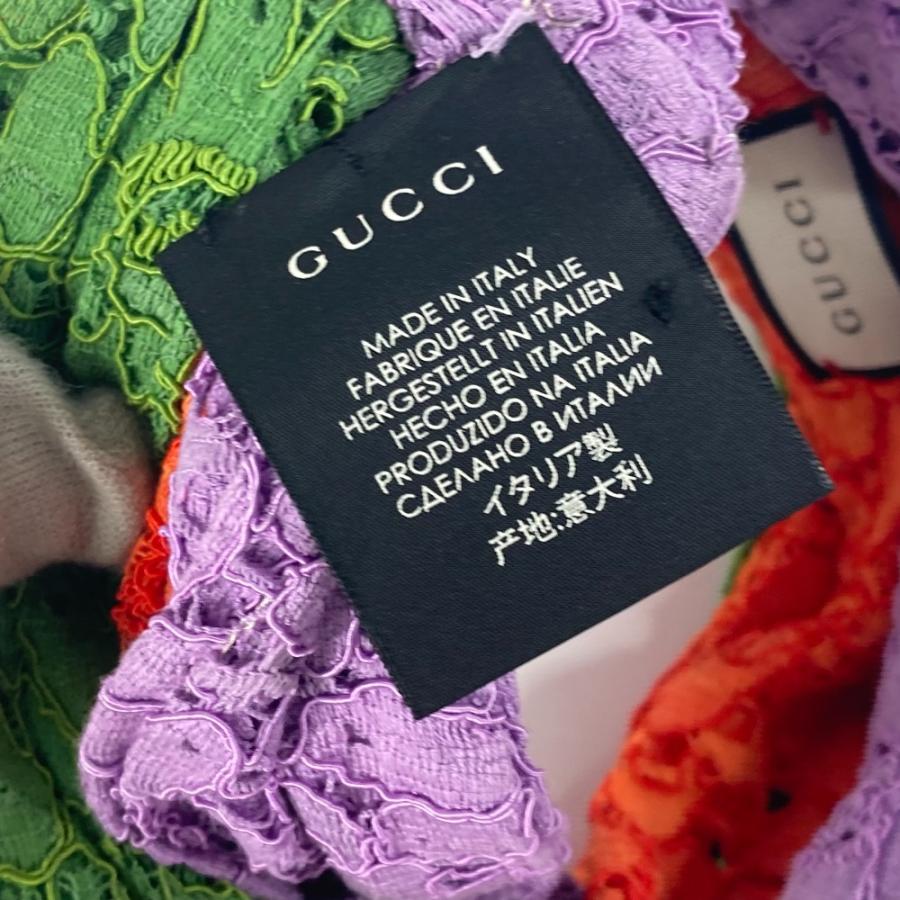 GUCCI
MADE IN ITALY
FABRIQUE EN ITALIE
HERGESTELLT IN ITALIEN
HECHO EN ITALIA
PRODUZIDO NA ITALIA
СДЕЛАНО В ИТАЛИИ
イタリア製
产地:意大利
GUCCI